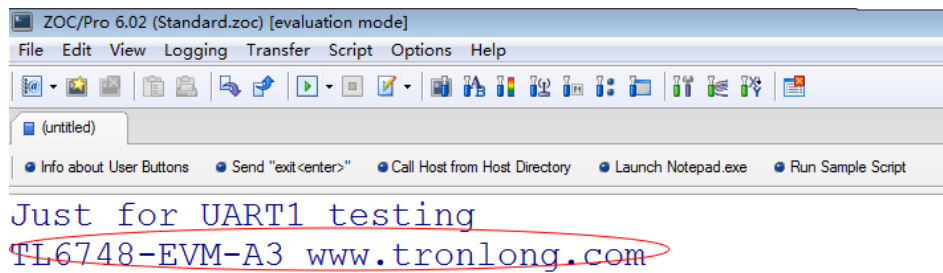 ZOC/Pro 6.02 (Standard.zoc) [evaluation mode]
File Edit View Logging Transfer Script Options Help
(untitled)
Info about User Buttons Send "exit<enter>" Call Host from Host Directory Launch Notepad.exe Run Sample Script
Just for UART1 testing
TL6748-EVM-A3 www.tronlong.com